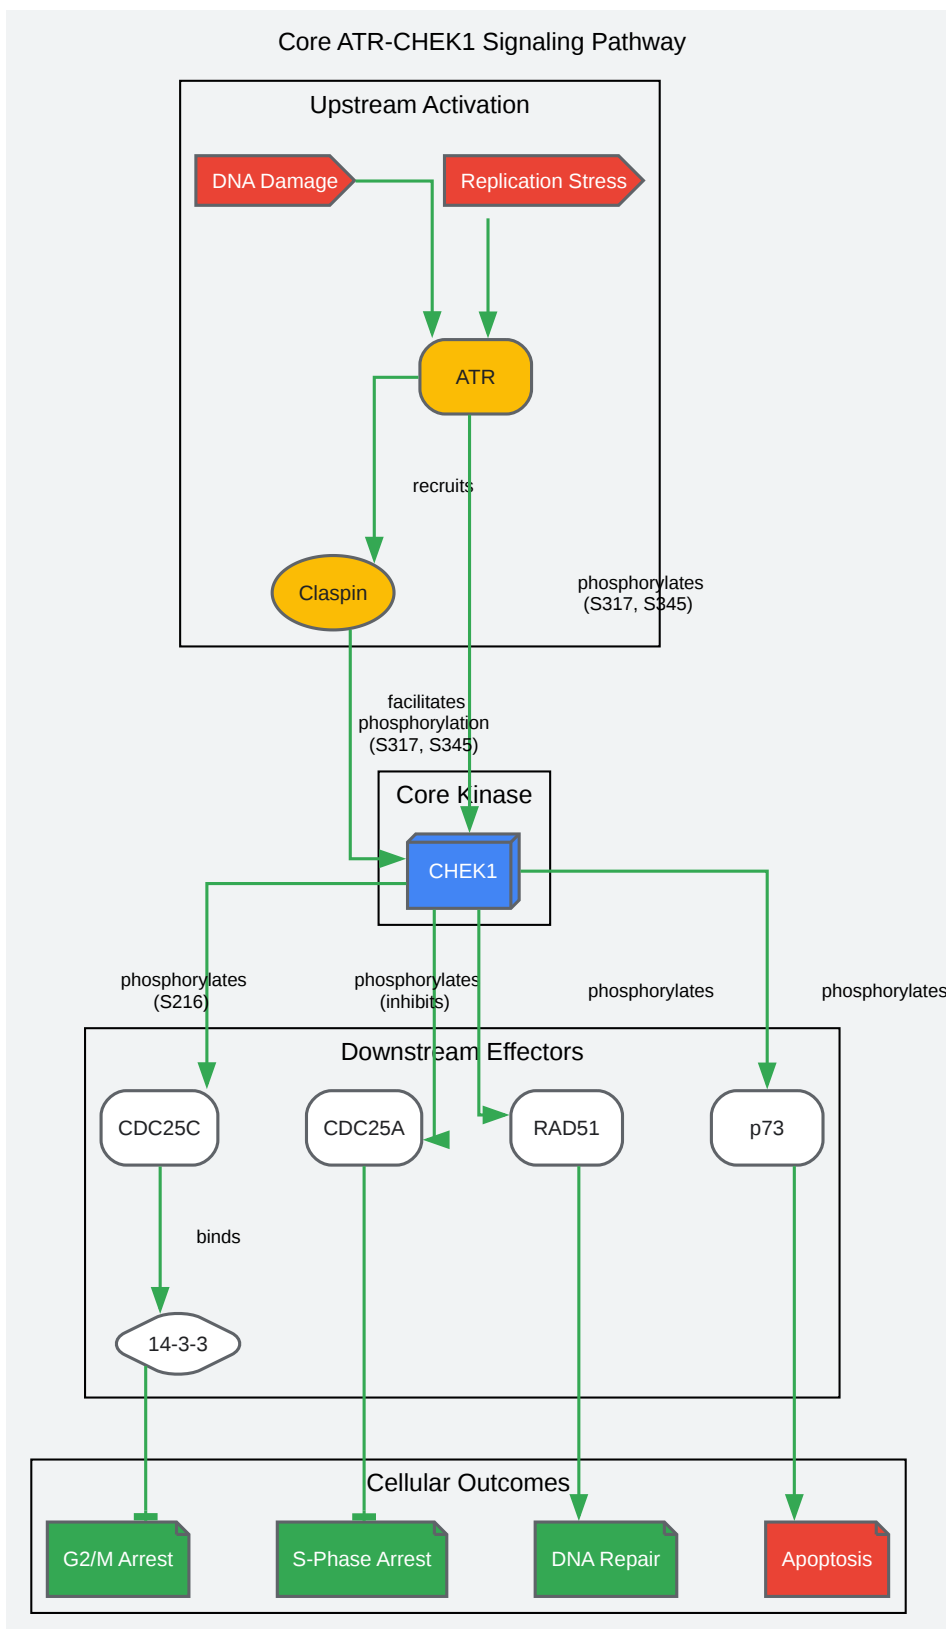 Core ATR-CHEK1 Signaling Pathway
Upstream Activation
DNA Damage
Replication Stress
ATR
recruits
Claspin
phosphorylates
(S317, S345)
facilitates
phosphorylation
(S317, S345)
Core Kinase
CHEK1
phosphorylates
(S216)
phosphorylates
(inhibits)
phosphorylates
phosphorylates
Downstream Effectors
CDC25C
CDC25A
RAD51
p73
binds
14-3-3
Cellular Outcomes
G2/M Arrest
S-Phase Arrest
DNA Repair
Apoptosis